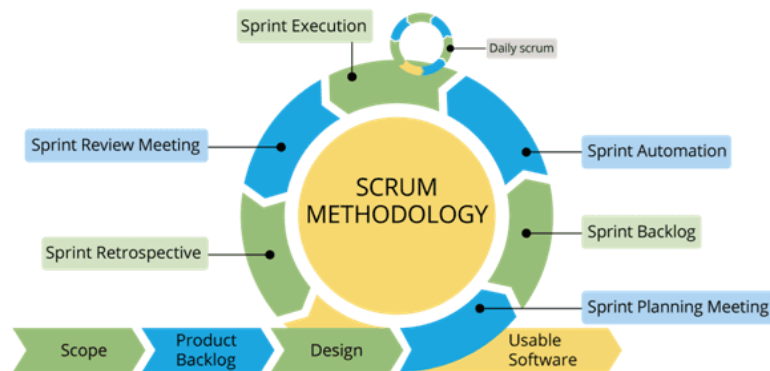 Sprint Execution
Daily scrum
Sprint Review Meeting
Sprint Automation
SCRUM
METHODOLOGY
Sprint Backlog
Sprint Retrospective
Sprint Planning Meeting
Scope
Product
Backlog
Design
Usable
Software